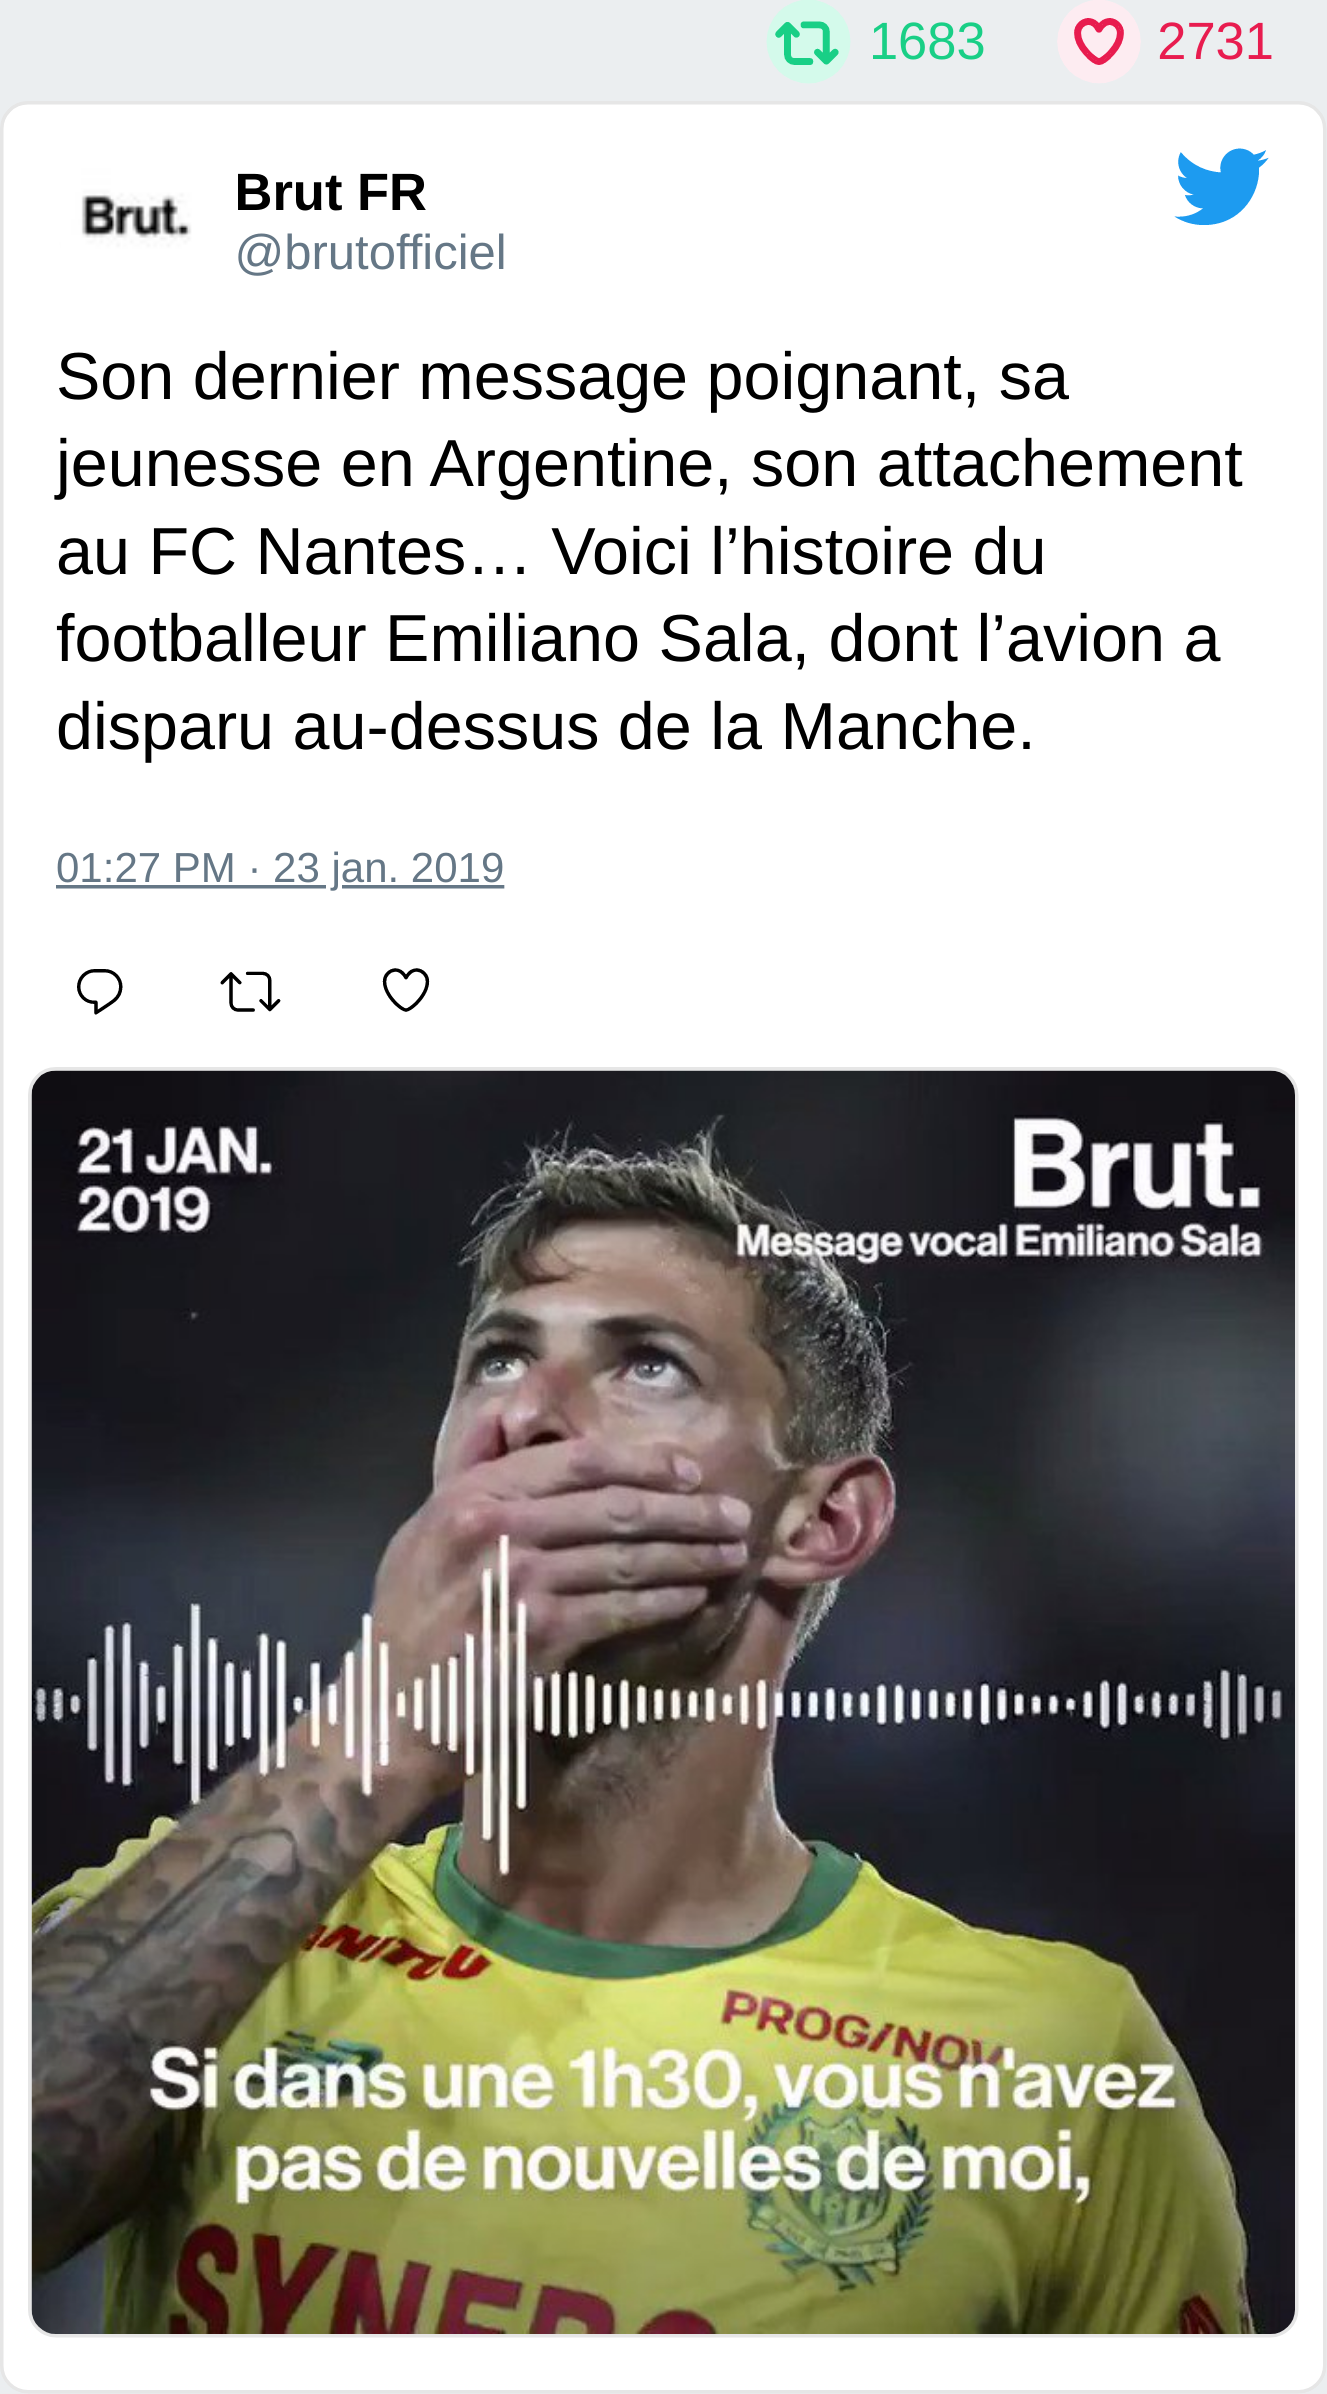 1683 2731
Brut.
Brut FR
@brutofficiel
Son dernier message poignant, sa
jeunesse en Argentine, son attachement
au FC Nantes… Voici l’histoire du
footballeur Emiliano Sala, dont l’avion a
disparu au-dessus de la Manche.
01:27 PM · 23 jan. 2019
21 JAN.
2019
Brut.
Message vocal Emiliano Sala
PROG/NOV
Si dans une 1h30, vous n'avez
pas de nouvelles de moi,